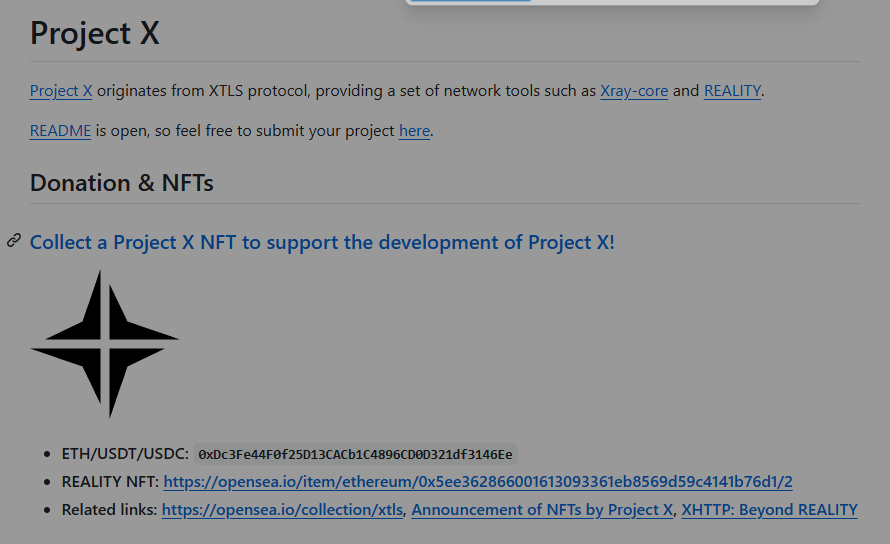 Project X
Project X originates from XTLS protocol, providing a set of network tools such as Xray-core and REALITY.
README is open, so feel free to submit your project here.
Donation & NFTs
Collect a Project X NFT to support the development of Project X!
ETH/USDT/USDC: 0xDc3Fe44F0f25D13CACb1C4896CD0D321df3146Ee
REALITY NFT: https://opensea.io/item/ethereum/0x5ee362866001613093361eb8569d59c4141b76d1/2
Related links: https://opensea.io/collection/xtls, Announcement of NFTs by Project X, XHTTP: Beyond REALITY